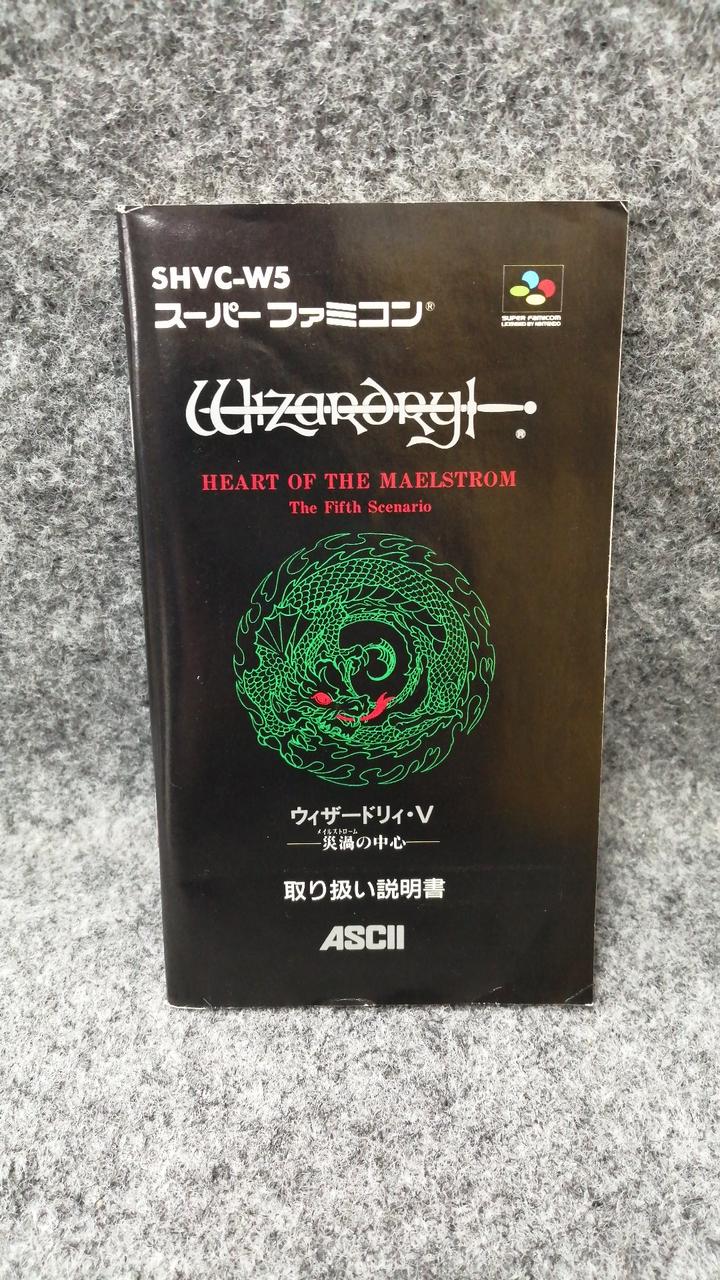 SHVC-W5
スーパーファミコン®
SUPER FAMICOM
LICENSED BY NINTENDO
Wizardry
®
HEART OF THE MAELSTROM
The Fifth Scenario
ウィザードリィ・V
メイルストローム
災渦の中心
取り扱い説明書
ASCII